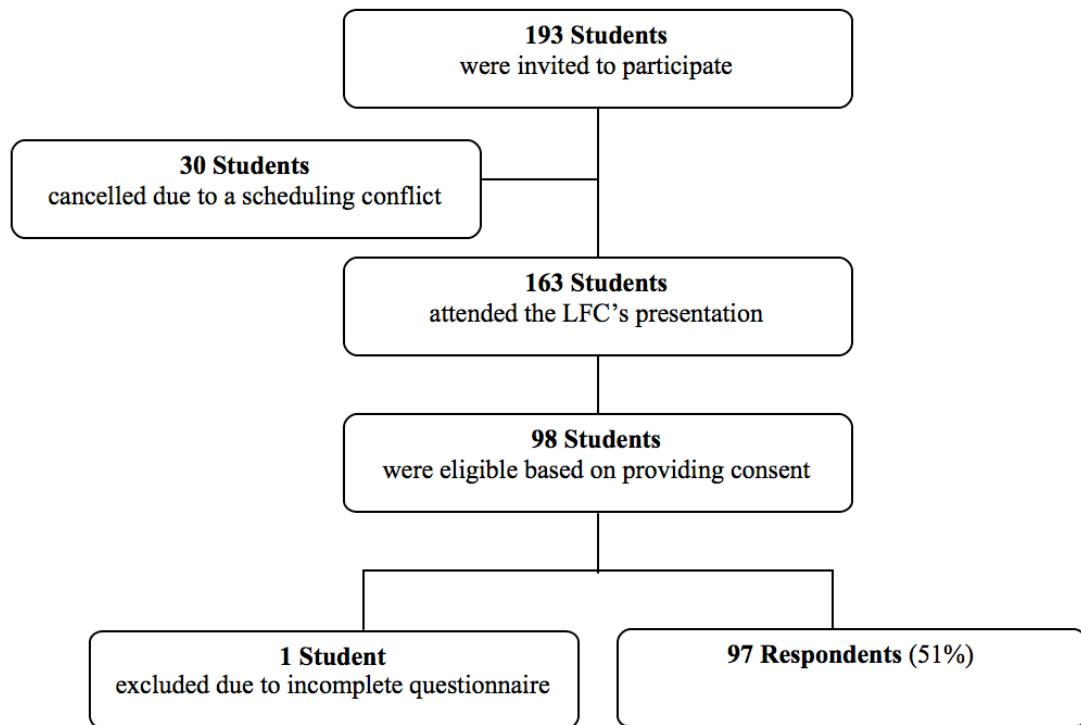 193 Students
were invited to participate
30 Students
cancelled due to a scheduling conflict
163 Students
attended the LFC’s presentation
98 Students
were eligible based on providing consent
1 Student
excluded due to incomplete questionnaire
97 Respondents (51%)